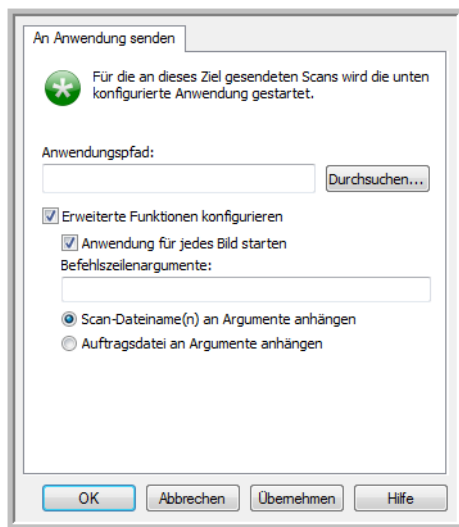 An Anwendung senden
Für die an dieses Ziel gesendeten Scans wird die unten
konfigurierte Anwendung gestartet.
Anwendungspfad:
Durchsuchen...
Erweiterte Funktionen konfigurieren
Anwendung für jedes Bild starten
Befehlszeilenargumente:
Scan-Dateiname(n) an Argumente anhängen
Auftragsdatei an Argumente anhängen
OK Abbrechen Übernehmen Hilfe